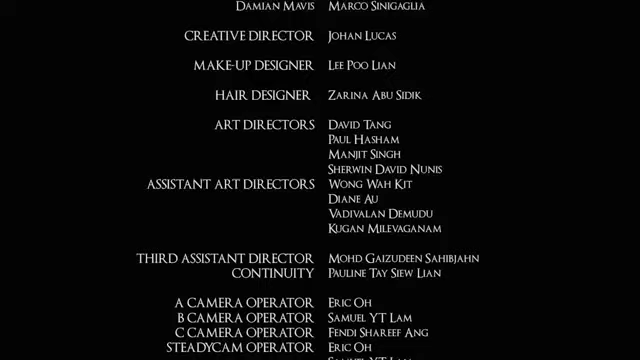 Damian Mavis Marco Sinigaglia
Creative Director Johan Lucas
Make-up Designer Lee Poo Lian
Hair Designer Zarina Abu Sidik
Art Directors David Tang
Paul Hasham
Manjit Singh
Sherwin David Nunis
Assistant Art Directors Wong Wah Kit
Diane Au
Vadivalan Demudu
Kugan Milevaganam
Third Assistant Director Mohd Gaizudeen Sahibjahn
Continuity Pauline Tay Siew Lian
A Camera Operator Eric Oh
B Camera Operator Samuel YT Lam
C Camera Operator Fendi Shareef Ang
Steadycam Operator Eric Oh
Samuel YT Lam